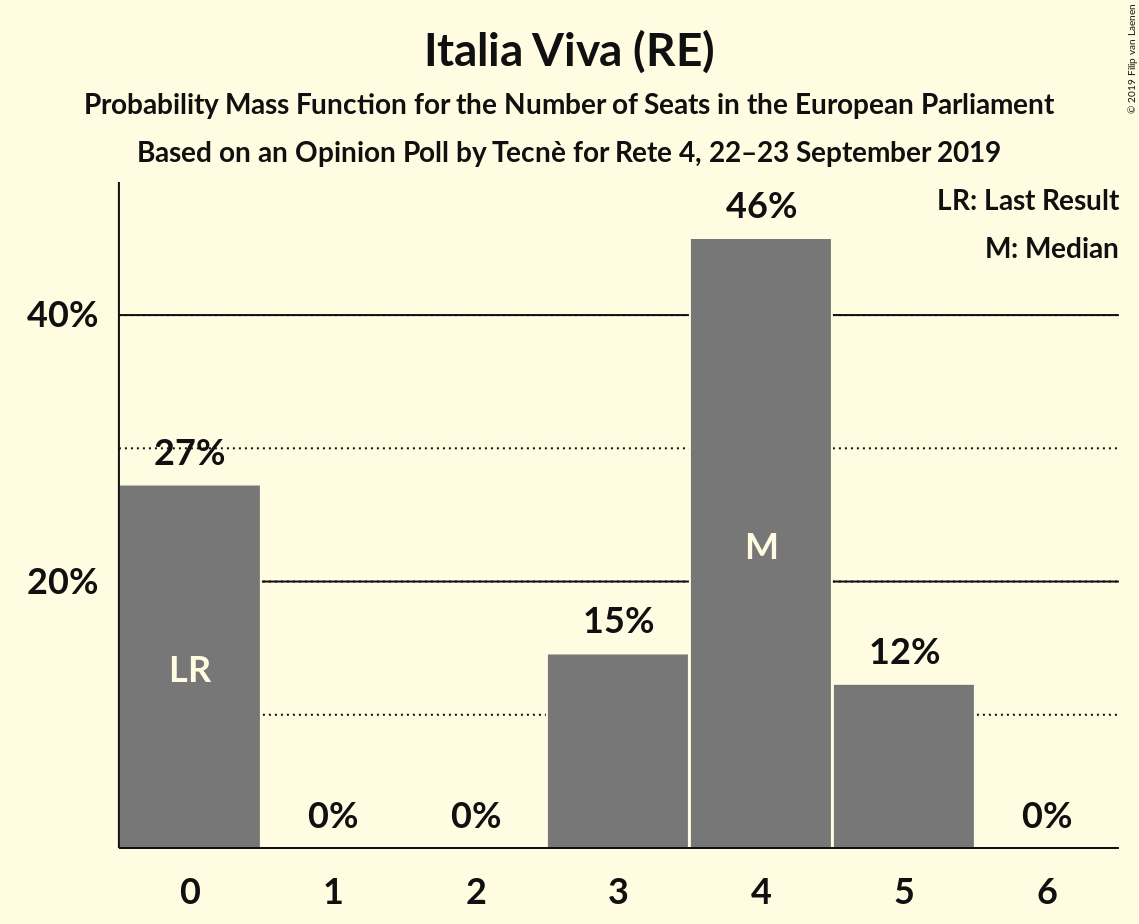 Italia Viva (RE)
Probability Mass Function for the Number of Seats in the European Parliament
Based on an Opinion Poll by Tecnè for Rete 4, 22–23 September 2019
© 2019 Filip van Laenen
LR: Last Result
M: Median
40%
20%
27%
0%
0%
15%
46%
12%
0%
LR
M
0 1 2 3 4 5 6